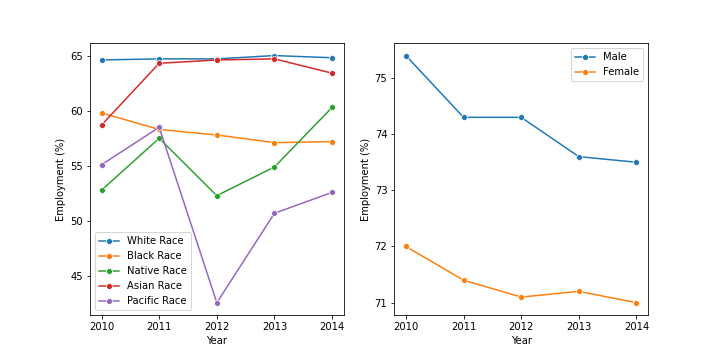 65
60
55
50
45
Employment (%)
White Race
Black Race
Native Race
Asian Race
Pacific Race
2010 2011 2012 2013 2014
Year
75
74
73
72
71
Employment (%)
Male
Female
2010 2011 2012 2013 2014
Year